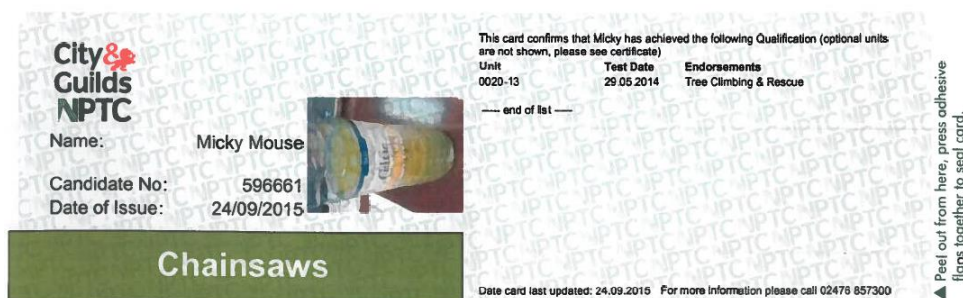 City&
Guilds
NPTC
Name: Micky Mouse
Candidate No: 596661
Date of Issue: 24/09/2015
Chainsaws
This card confirms that Micky has achieved the following Qualification (optional units
are not shown, please see certificate)
Unit Test Date Endorsements
0020-13 29.05.2014 Tree Climbing & Rescue
---- end of list ----
Date card last updated: 24.09.2015 For more information please call 02476 857300
▲ Peel out from here, press adhesive
flaps together to seal card.